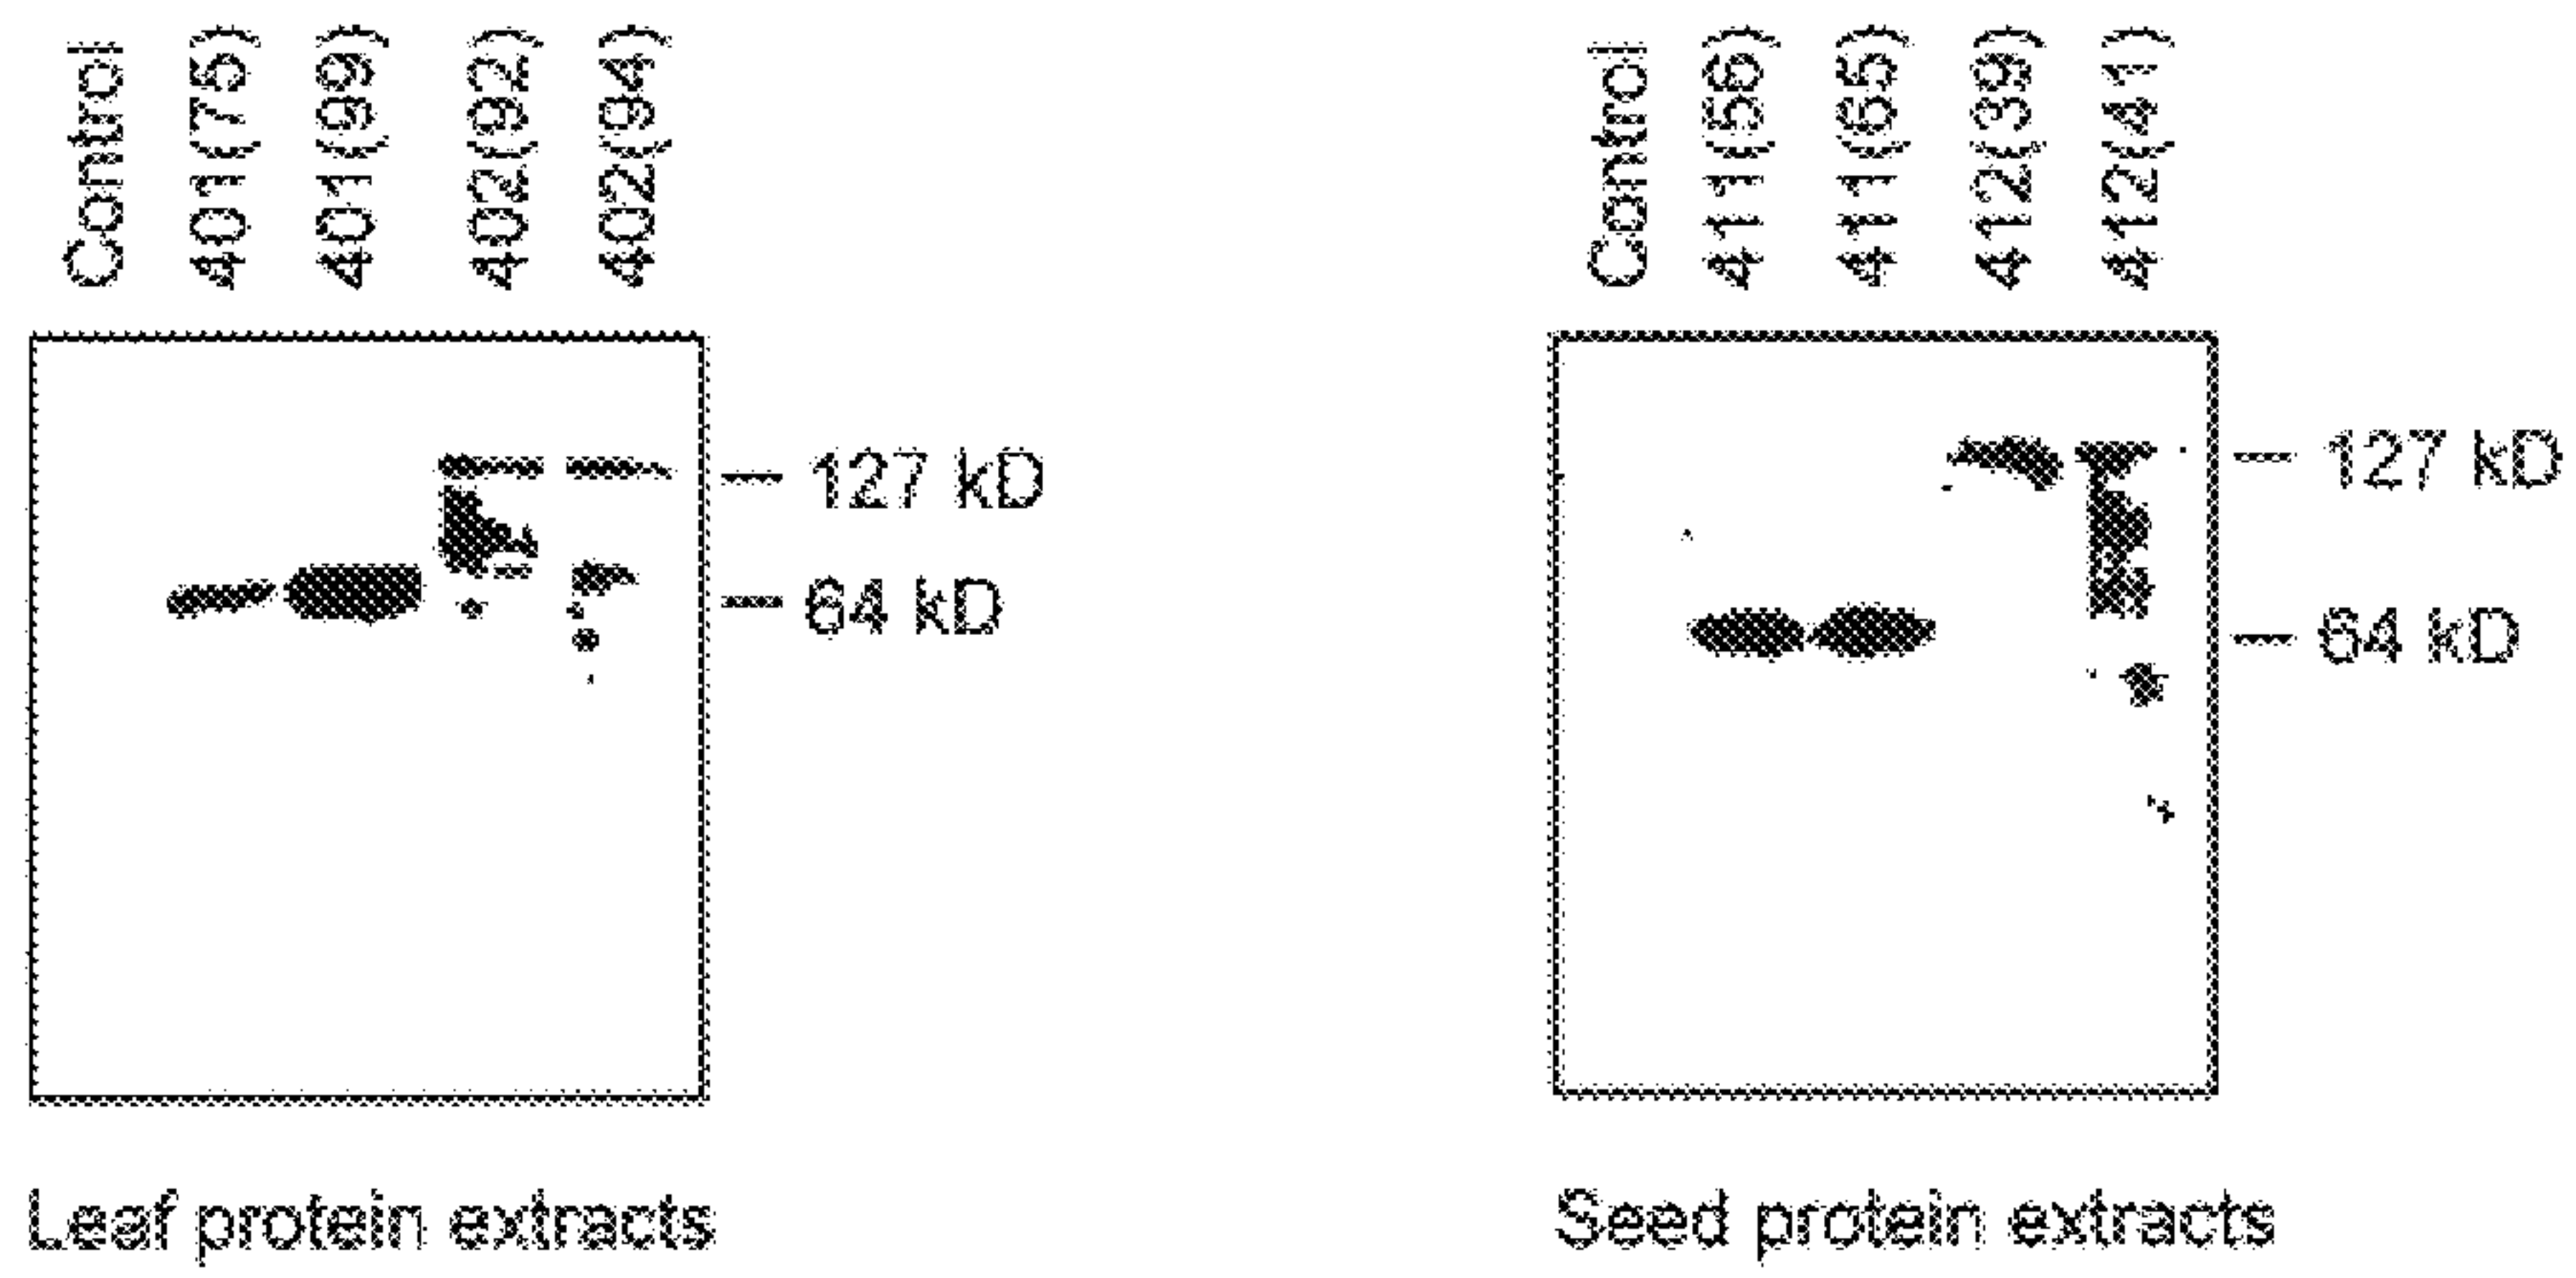 Control
401(75)
401(99)
402(92)
402(94)
127 kD
64 kD
Leaf protein extracts
Control
411(56)
411(65)
412(39)
412(41)
127 kD
64 kD
Seed protein extracts